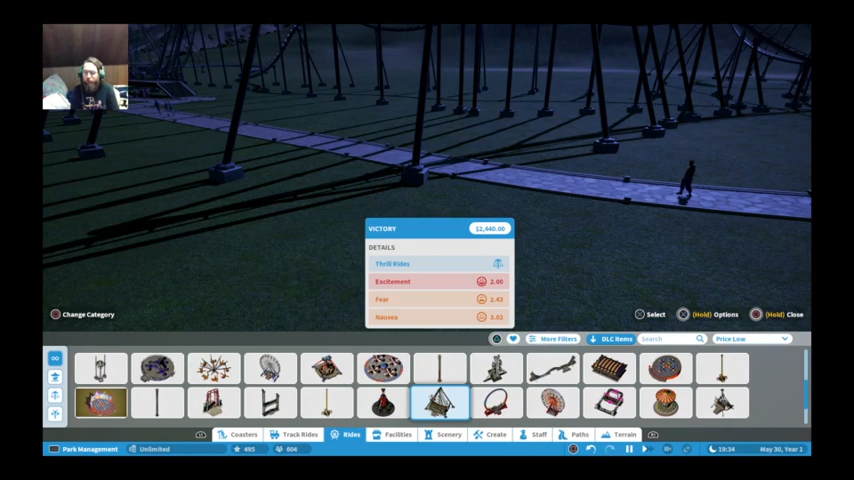 VICTORY $2,440.00
DETAILS
Thrill Rides
Excitement 2.00
Fear 2.43
Nausea 3.02
Change Category
Select (Hold) Options (Hold) Close
More Filters DLC Items Search Price Low
Coasters Track Rides Rides Facilities Scenery Create Staff Paths Terrain
Park Management Unlimited 495 604 19:34 May 30, Year 1